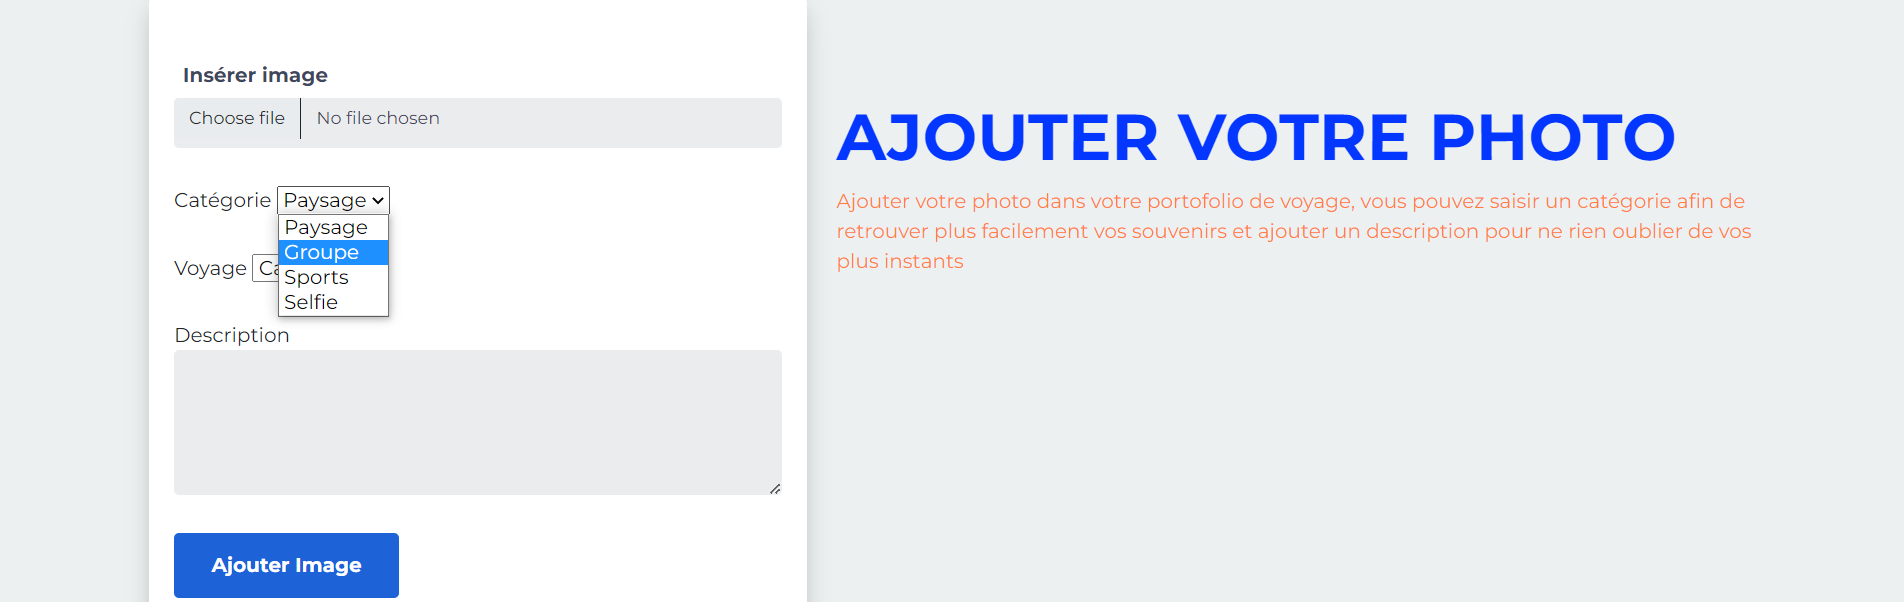 Insérer image
Choose file No file chosen
Catégorie Paysage
Paysage
Groupe
Sports
Selfie
Voyage
Description
Ajouter Image
AJOUTER VOTRE PHOTO
Ajouter votre photo dans votre portofolio de voyage, vous pouvez saisir un catégorie afin de
retrouver plus facilement vos souvenirs et ajouter un description pour ne rien oublier de vos
plus instants